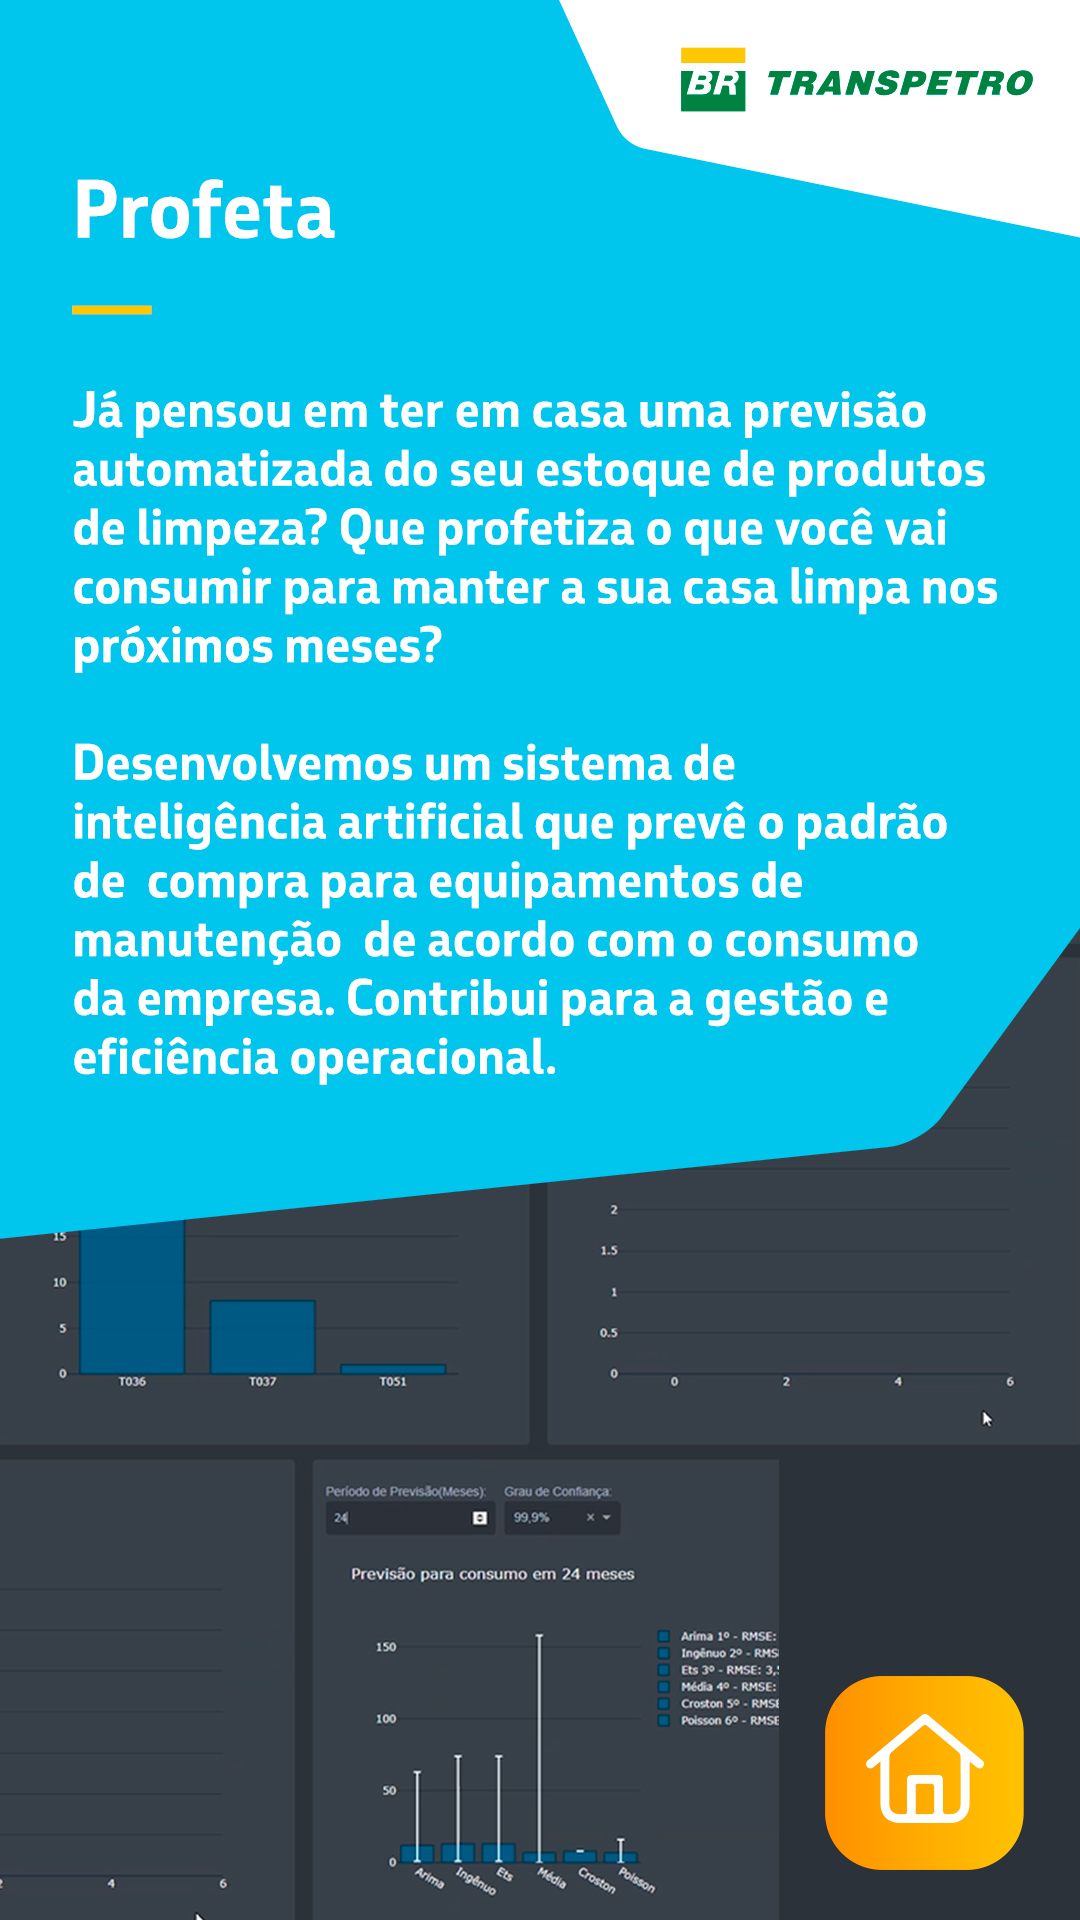 BR TRANSPETRO
Profeta
Já pensou em ter em casa uma previsão
automatizada do seu estoque de produtos
de limpeza? Que profetiza o que você vai
consumir para manter a sua casa limpa nos
próximos meses?
Desenvolvemos um sistema de
inteligência artificial que prevê o padrão
de compra para equipamentos de
manutenção de acordo com o consumo
da empresa. Contribui para a gestão e
eficiência operacional.
15
10
5
0
T036 T037 T051
2
1.5
1
0.5
0
0 2 4 6
4 6
Período de Previsão(Meses): Grau de Confiança:
24 99,9%
Previsão para consumo em 24 meses
150
100
50
0
Arima Ingênuo Ets Média Croston Poisson
Arima 1º - RMSE:
Ingênuo 2º - RMS
Ets 3º - RMSE: 3,
Média 4º - RMSE:
Croston 5º - RMSE
Poisson 6º - RMSE